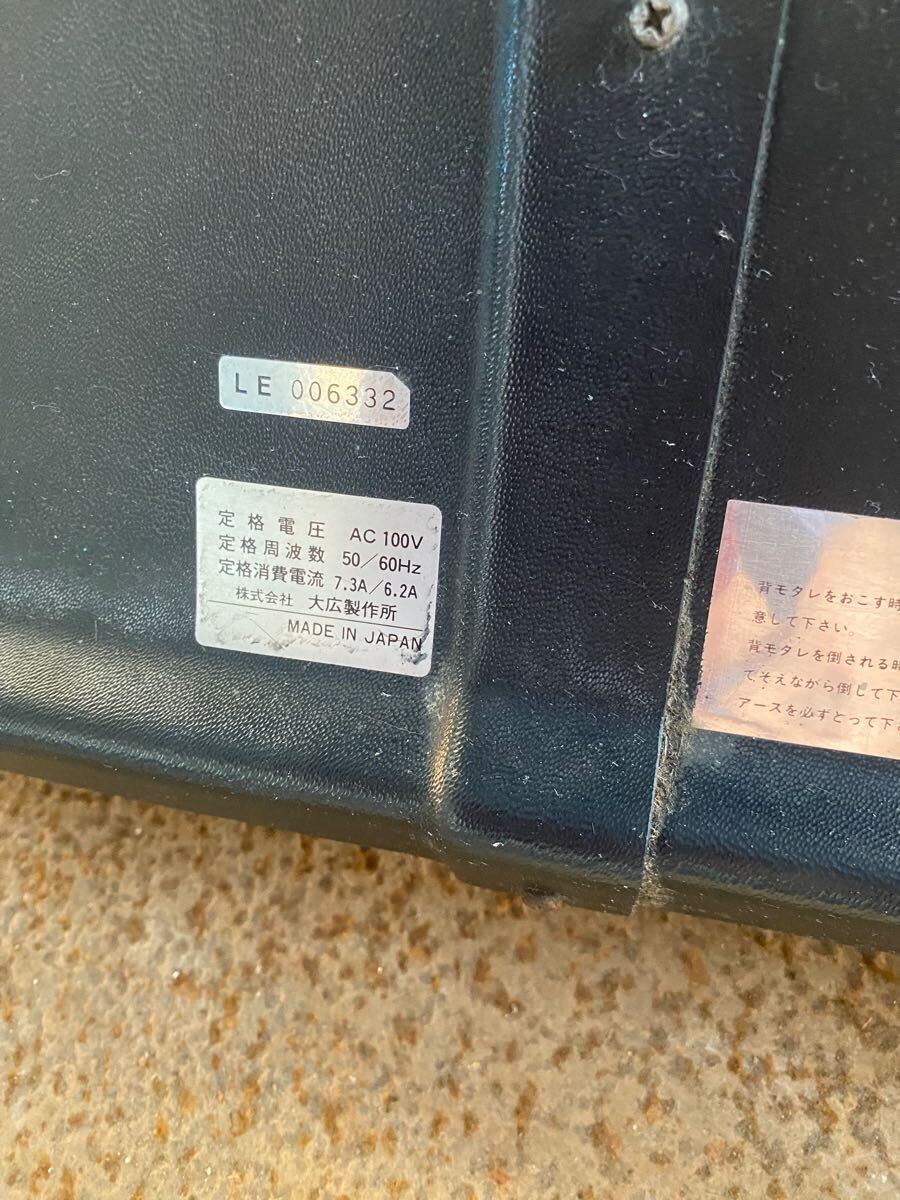 LE 006332
定格電圧 AC 100V
定格周波数 50/60Hz
定格消費電流 7.3A/6.2A
株式会社 大広製作所
MADE IN JAPAN
背モタレをおこす時
意して下さい。
背モタレを倒される時
てそえながら倒して下
アースを必ずとって下さ